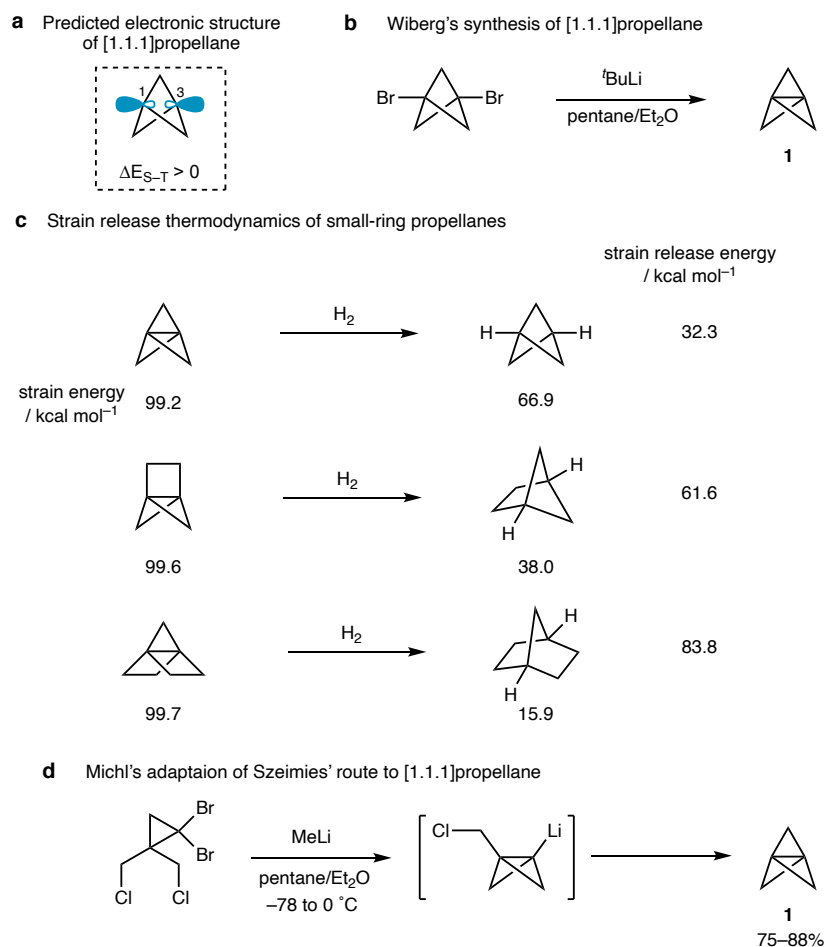 a Predicted electronic structure
of [1.1.1]propellane
1 3
ΔE_S–T > 0
b Wiberg's synthesis of [1.1.1]propellane
Br Br
ᵗBuLi
pentane/Et₂O
1
c Strain release thermodynamics of small-ring propellanes
strain release energy
/ kcal mol⁻¹
H₂
H H
32.3
strain energy
/ kcal mol⁻¹
99.2
66.9
H₂
H
H
61.6
99.6
38.0
H₂
H
H
83.8
99.7
15.9
d Michl's adaptaion of Szeimies' route to [1.1.1]propellane
Br
Br
Cl
Cl
MeLi
pentane/Et₂O
–78 to 0 ˚C
Cl
Li
1
75–88%